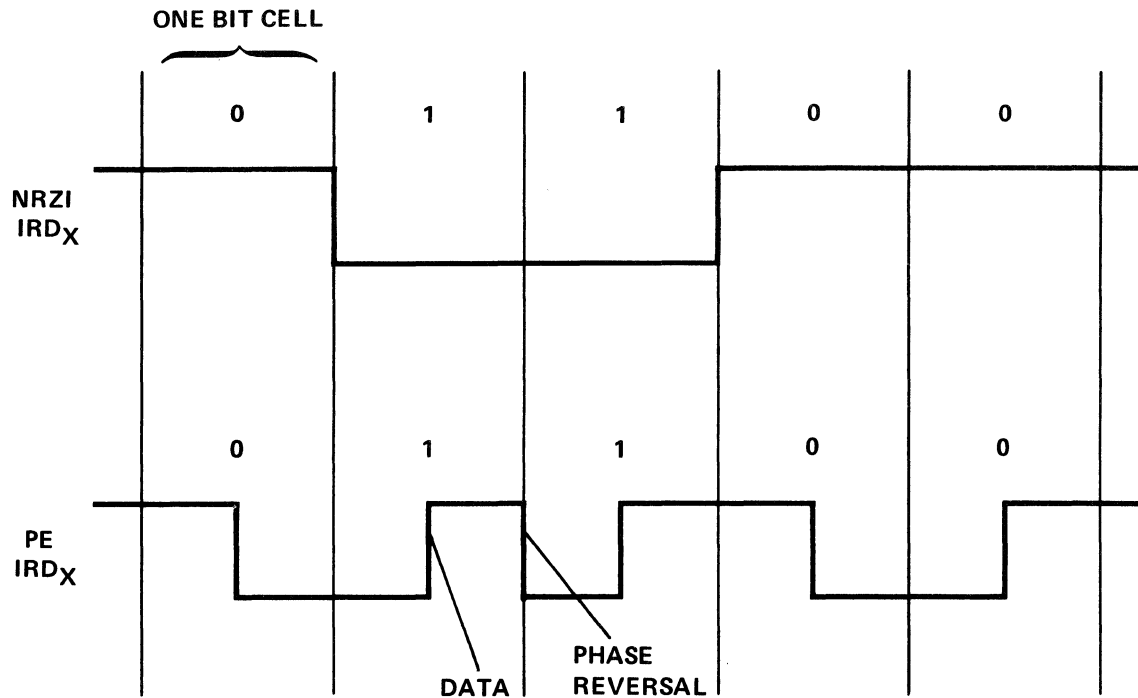 ONE BIT CELL
0 1 1 0 0
NRZI
IRDX
0 1 1 0 0
PE
IRDX
DATA
PHASE
REVERSAL